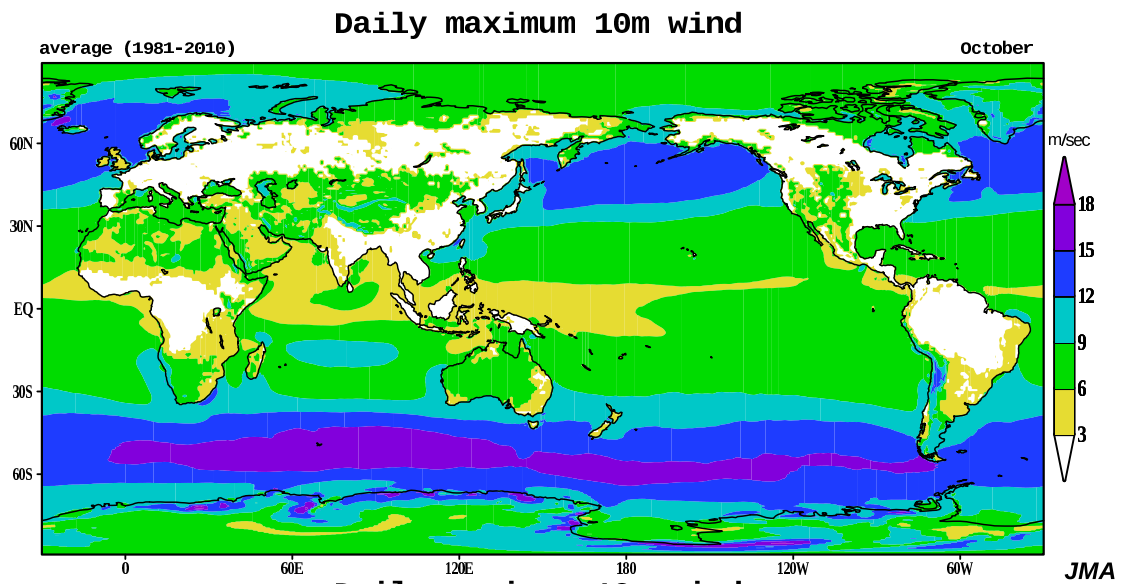 Daily maximum 10m wind
average (1981-2010) October
m/sec
18
15
12
9
6
3
60N
30N
EQ
30S
60S
0 60E 120E 180 120W 60W
JMA